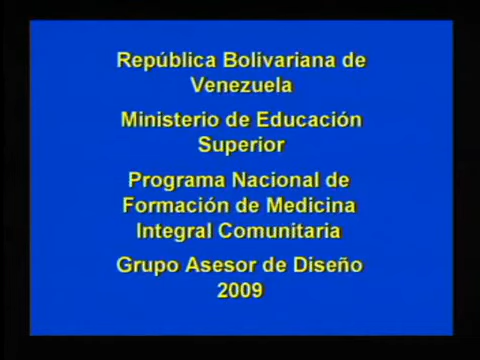 República Bolivariana de
Venezuela
Ministerio de Educación
Superior
Programa Nacional de
Formación de Medicina
Integral Comunitaria
Grupo Asesor de Diseño
2009